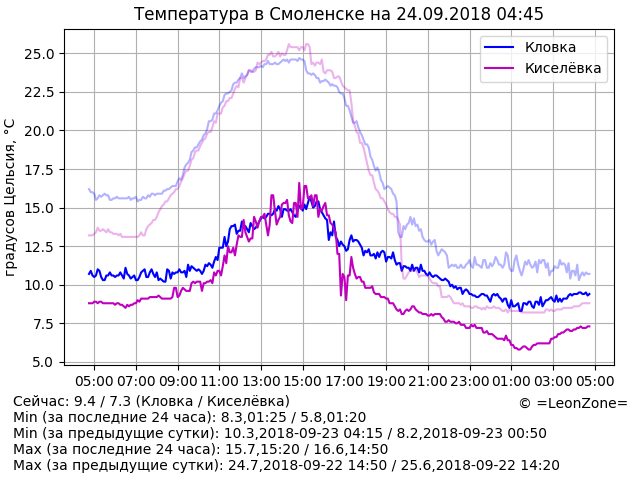 Температура в Смоленске на 24.09.2018 04:45
градусов Цельсия, °C
25.0
22.5
20.0
17.5
15.0
12.5
10.0
7.5
5.0
Кловка
Киселёвка
05:00 07:00 09:00 11:00 13:00 15:00 17:00 19:00 21:00 23:00 01:00 03:00 05:00
Сейчас: 9.4 / 7.3 (Кловка / Киселёвка)
© =LeonZone=
Min (за последние 24 часа): 8.3,01:25 / 5.8,01:20
Min (за предыдущие сутки): 10.3,2018-09-23 04:15 / 8.2,2018-09-23 00:50
Max (за последние 24 часа): 15.7,15:20 / 16.6,14:50
Max (за предыдущие сутки): 24.7,2018-09-22 14:50 / 25.6,2018-09-22 14:20